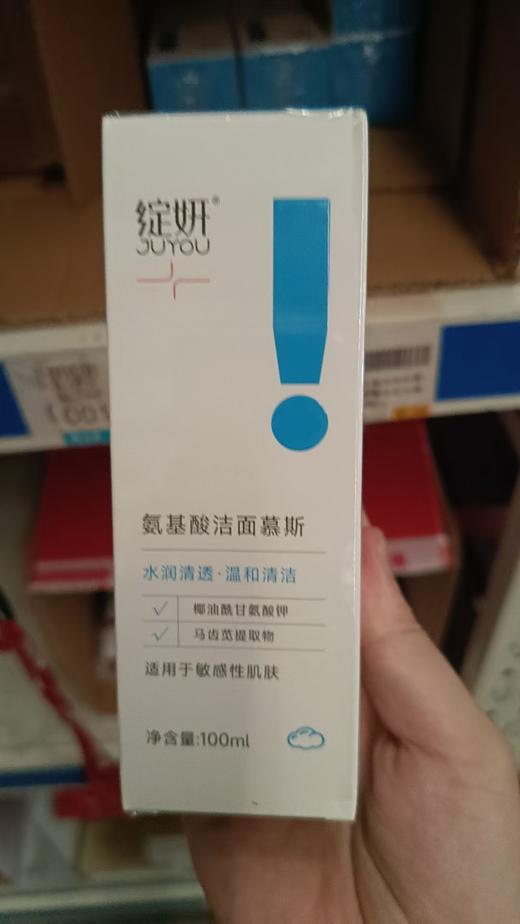 绽妍®
JUYOU
氨基酸洁面慕斯
水润清透·温和清洁
椰油酰甘氨酸钾
马齿苋提取物
适用于敏感性肌肤
净含量:100ml